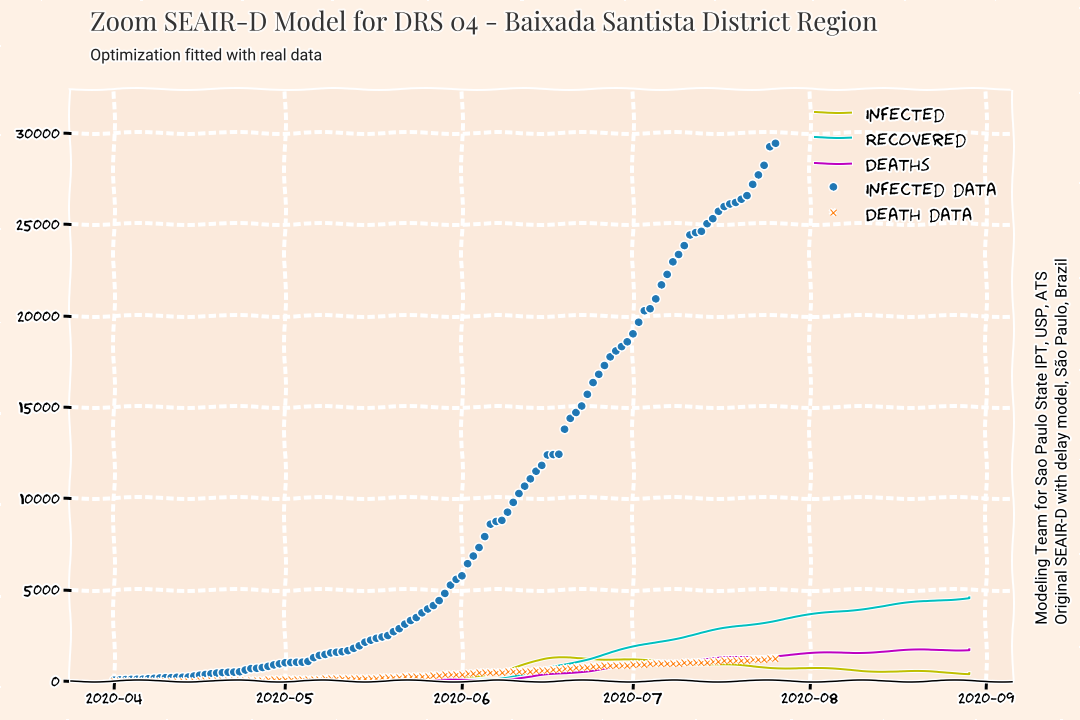 Zoom SEAIR-D Model for DRS 04 - Baixada Santista District Region
Optimization fitted with real data
INFECTED
RECOVERED
DEATHS
INFECTED DATA
DEATH DATA
30000
25000
20000
15000
10000
5000
0
2020-04
2020-05
2020-06
2020-07
2020-08
2020-09
Modeling Team for Sao Paulo State IPT, USP, ATS
Original SEAIR-D with delay model, São Paulo, Brazil